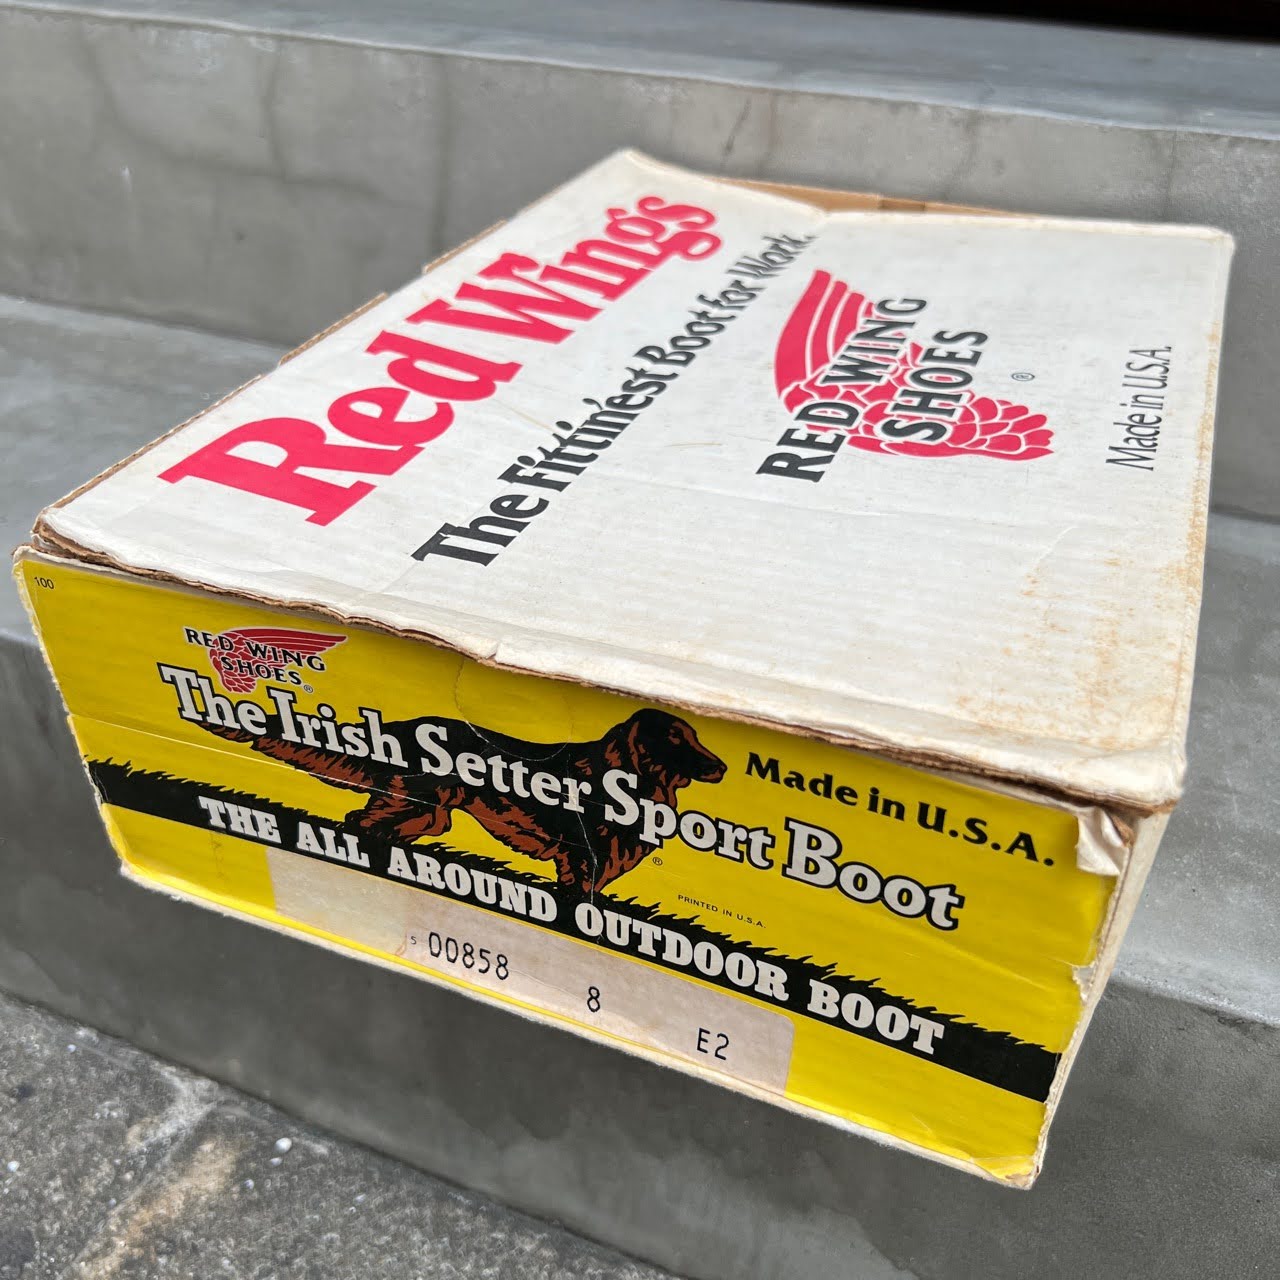 Red Wings
The Fittin'est Boot for Work.
RED WING
SHOES
®
Made in U.S.A.
100
RED WING
SHOES®
The Irish Setter Sport Boot
®
Made in U.S.A.
PRINTED IN U.S.A.
THE ALL AROUND OUTDOOR BOOT
5 00858 8 E2